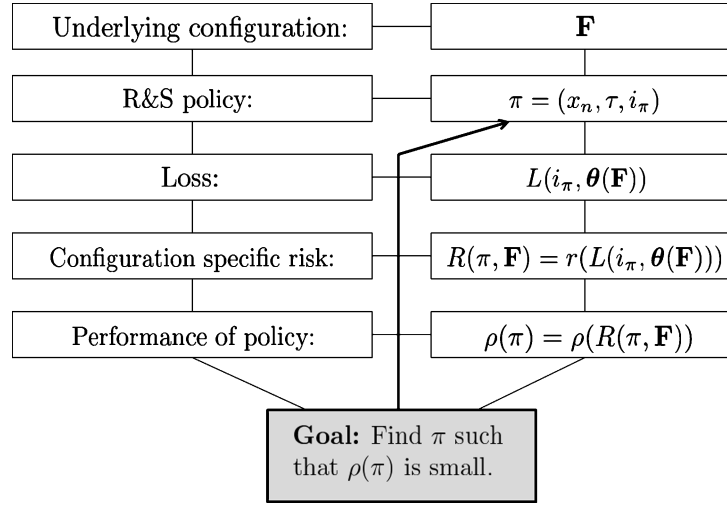 Underlying configuration: F
R&S policy: π = (xₙ, τ, i_π)
Loss: L(i_π, θ(F))
Configuration specific risk: R(π, F) = r(L(i_π, θ(F)))
Performance of policy: ρ(π) = ρ(R(π, F))
Goal: Find π such
that ρ(π) is small.